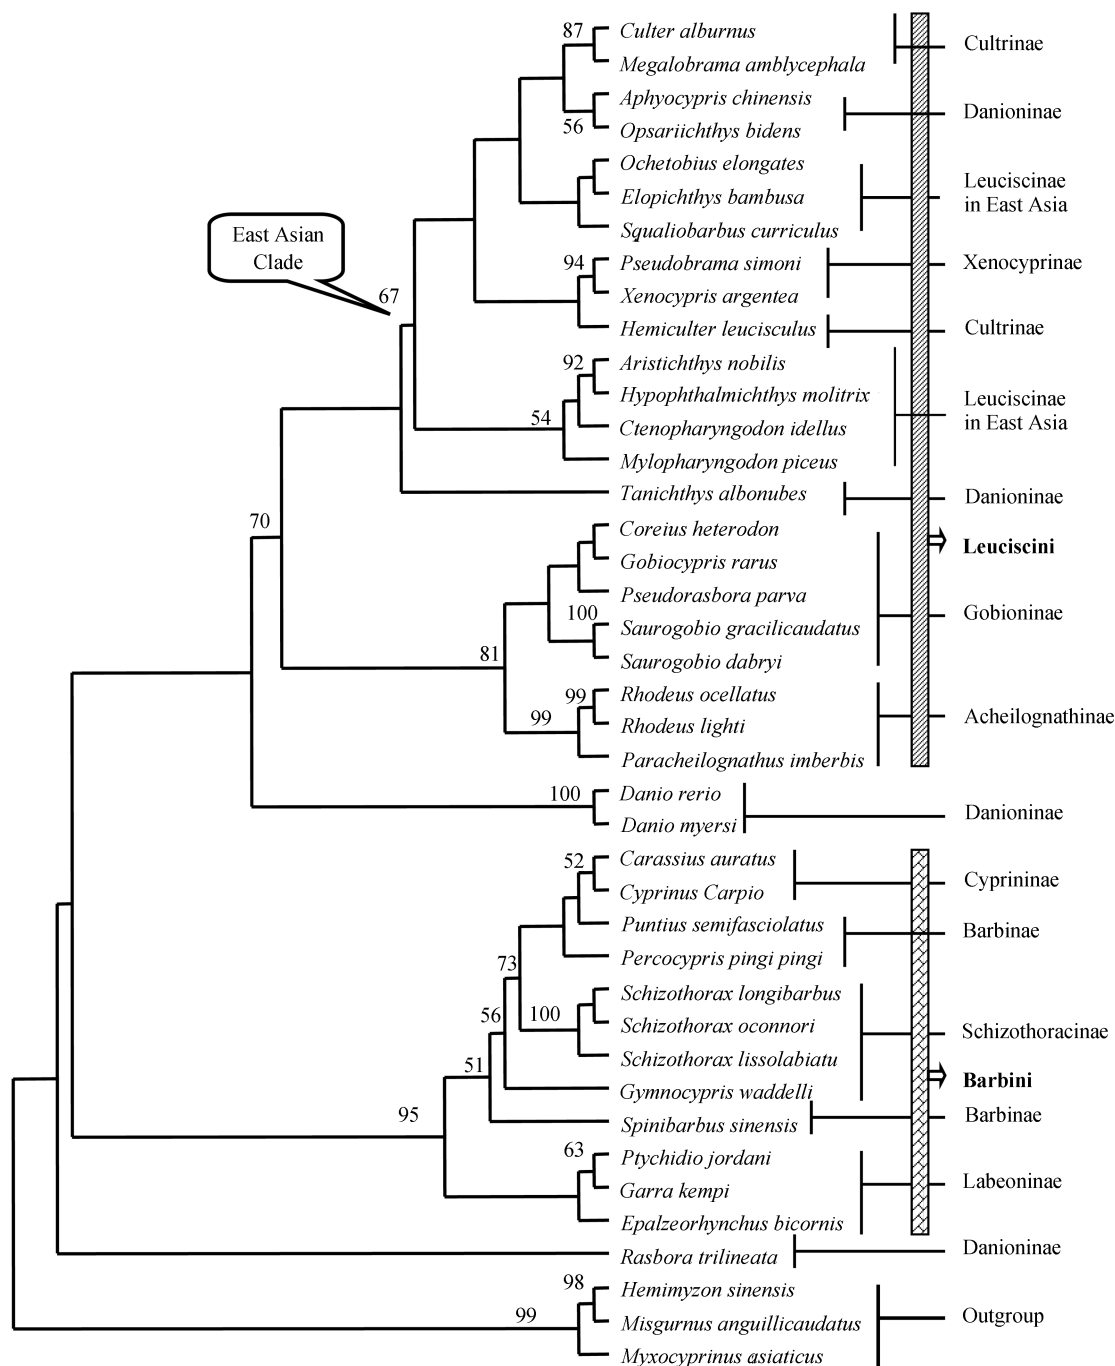 87
Culter alburnus
Cultrinae
Megalobrama amblycephala
Aphyocypris chinensis
Danioninae
56
Opsariichthys bidens
Ochetobius elongates
Leuciscinae
in East Asia
Elopichthys bambusa
Squaliobarbus curriculus
East Asian
Clade
94
Pseudobrama simoni
Xenocyprinae
67
Xenocypris argentea
Hemiculter leucisculus
Cultrinae
92
Aristichthys nobilis
Hypophthalmichthys molitrix
Leuciscinae
in East Asia
54
Ctenopharyngodon idellus
Mylopharyngodon piceus
Tanichthys albonubes
Danioninae
70
Coreius heterodon
Leuciscini
Gobiocypris rarus
Pseudorasbora parva
Gobioninae
100
Saurogobio gracilicaudatus
81
Saurogobio dabryi
99
Rhodeus ocellatus
99
Rhodeus lighti
Acheilognathinae
Paracheilognathus imberbis
100
Danio rerio
Danioninae
Danio myersi
52
Carassius auratus
Cyprininae
Cyprinus Carpio
Puntius semifasciolatus
Barbinae
73
Percocypris pingi pingi
Schizothorax longibarbus
56
100
Schizothorax oconnori
Schizothoracinae
51
Schizothorax lissolabiatu
Barbini
Gymnocypris waddelli
95
Spinibarbus sinensis
Barbinae
63
Ptychidio jordani
Labeoninae
Garra kempi
Epalzeorhynchus bicornis
Rasbora trilineata
Danioninae
98
Hemimyzon sinensis
99
Misgurnus anguillicaudatus
Outgroup
Myxocyprinus asiaticus